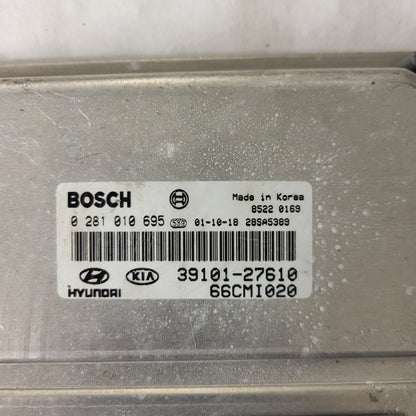 BOSCH Made in Korea
8522 0169
0 281 010 695 01-10-18 28SA5389
HYUNDAI KIA 39101-27610
66CMI020